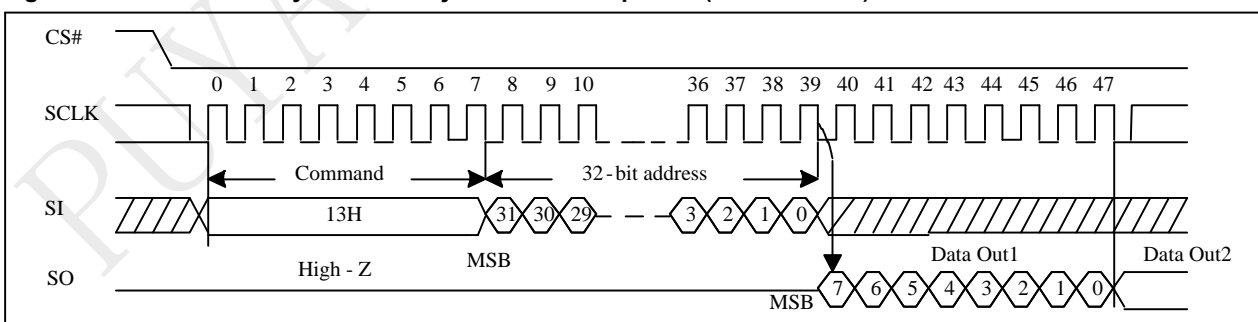 CS#
0 1 2 3 4 5 6 7 8 9 10 36 37 38 39 40 41 42 43 44 45 46 47
SCLK
Command 32-bit address
SI 13H 31 30 29 3 2 1 0
High - Z MSB Data Out1 Data Out2
SO MSB 7 6 5 4 3 2 1 0
PUYA